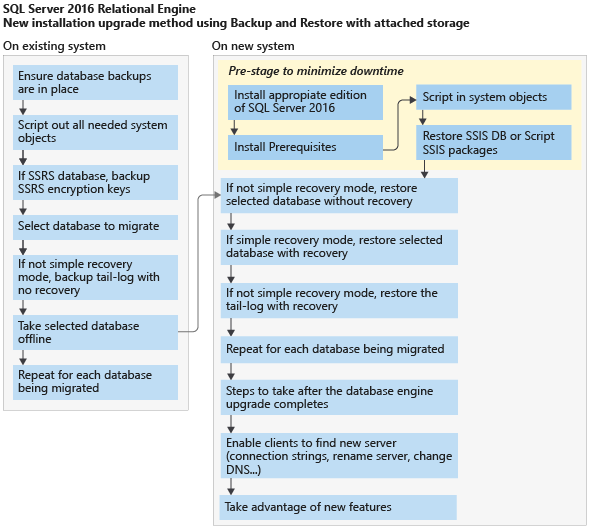 SQL Server 2016 Relational Engine
New installation upgrade method using Backup and Restore with attached storage
On existing system
Ensure database backups
are in place
Script out all needed system
objects
If SSRS database, backup
SSRS encryption keys
Select database to migrate
If not simple recovery
mode, backup tail-log with
no recovery
Take selected database
offline
Repeat for each database
being migrated
On new system
Pre-stage to minimize downtime
Install appropiate edition
of SQL Server 2016
Install Prerequisites
Script in system objects
Restore SSIS DB or Script
SSIS packages
If not simple recovery mode, restore
selected database without recovery
If simple recovery mode, restore selected
database with recovery
If not simple recovery mode, restore the
tail-log with recovery
Repeat for each database being migrated
Steps to take after the database engine
upgrade completes
Enable clients to find new server
(connection strings, rename server, change
DNS...)
Take advantage of new features